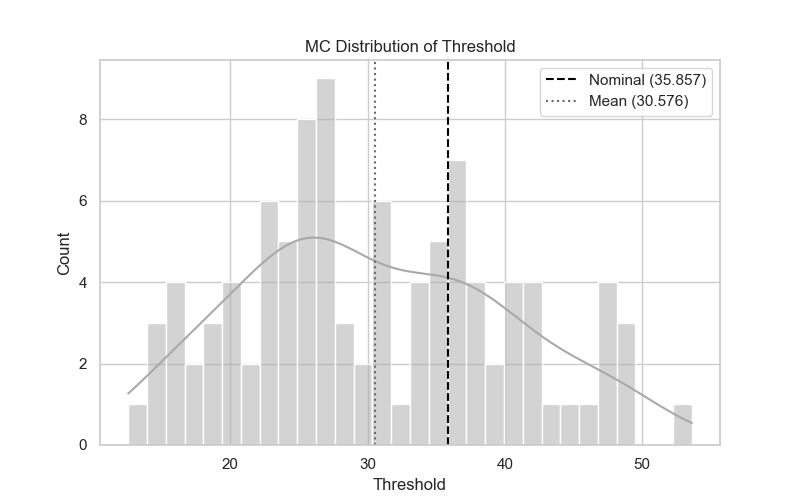 MC Distribution of Threshold
Nominal (35.857)
Mean (30.576)
8
6
4
2
0
Count
20 30 40 50
Threshold